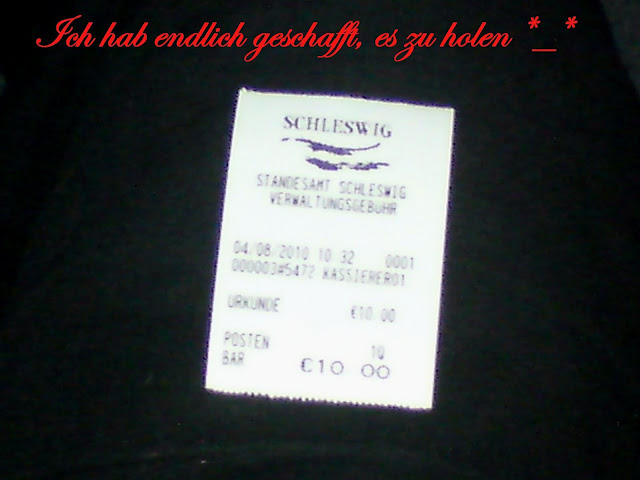 Ich hab endlich geschafft, es zu holen *_*
SCHLESWIG
STANDESAMT SCHLESWIG
VERWALTUNGSGEBÜHR
04/08/2010 10 32 0001
000003#5472 KASSIERER01
URKUNDE €10.00
POSTEN 1Q
BAR €10 00